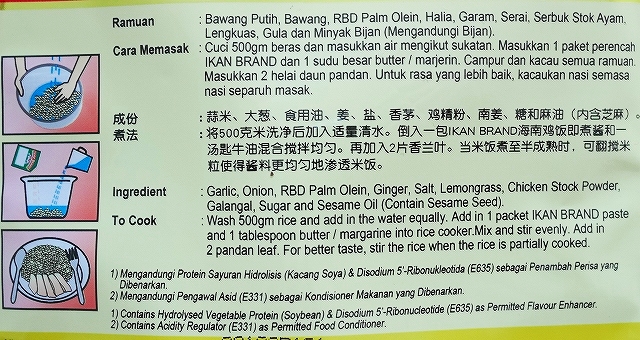 Ramuan : Bawang Putih, Bawang, RBD Palm Olein, Halia, Garam, Serai, Serbuk Stok Ayam,
Lengkuas, Gula dan Minyak Bijan (Mengandungi Bijan).
Cara Memasak : Cuci 500gm beras dan masukkan air mengikut sukatan. Masukkan 1 paket perencah
IKAN BRAND dan 1 sudu besar butter / marjerin. Campur dan kacau semua ramuan.
Masukkan 2 helai daun pandan. Untuk rasa yang lebih baik, kacaukan nasi semasa
nasi separuh masak.
成份 : 蒜米、大葱、食用油、姜、盐、香茅、鸡精粉、南姜、糖和麻油（内含芝麻）。
煮法 : 将500克米洗净后加入适量清水。倒入一包IKAN BRAND海南鸡饭即煮酱和一
汤匙牛油混合搅拌均匀。再加入2片香兰叶。当米饭煮至半成熟时，可翻搅米
粒使得酱料更均匀地渗透米饭。
Ingredient : Garlic, Onion, RBD Palm Olein, Ginger, Salt, Lemongrass, Chicken Stock Powder,
Galangal, Sugar and Sesame Oil (Contain Sesame Seed).
To Cook : Wash 500gm rice and add in the water equally. Add in 1 packet IKAN BRAND paste
and 1 tablespoon butter / margarine into rice cooker.Mix and stir evenly. Add in
2 pandan leaf. For better taste, stir the rice when the rice is partially cooked.
1) Mengandungi Protein Sayuran Hidrolisis (Kacang Soya) & Disodium 5'-Ribonukleotida (E635) sebagai Penambah Perisa yang
Dibenarkan.
2) Mengandungi Pengawal Asid (E331) sebagai Kondisioner Makanan yang Dibenarkan.
1) Contains Hydrolysed Vegetable Protein (Soybean) & Disodium 5'-Ribonucleotide (E635) as Permitted Flavour Enhancer.
2) Contains Acidity Regulator (E331) as Permitted Food Conditioner.